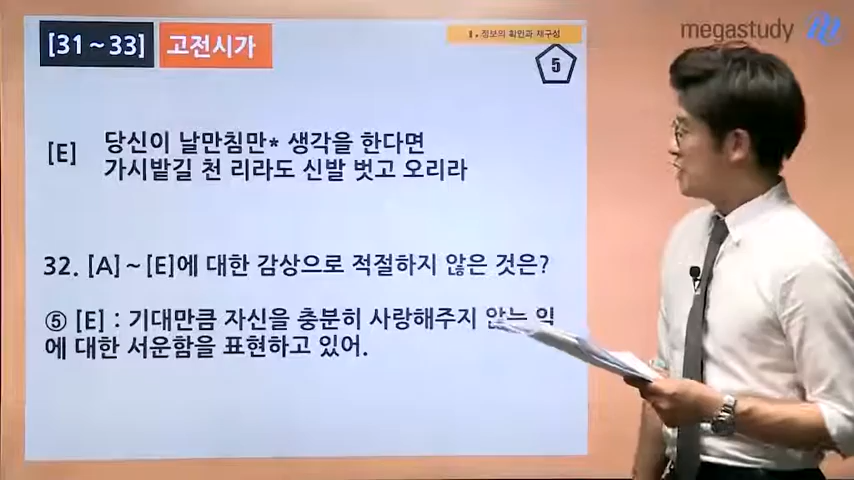 [31～33] 고전시가
Ⅱ. 정보의 확인과 재구성
5
megastudy
[E] 당신이 날만침만* 생각을 한다면
가시밭길 천 리라도 신발 벗고 오리라
32. [A]～[E]에 대한 감상으로 적절하지 않은 것은?
⑤ [E] : 기대만큼 자신을 충분히 사랑해주지 않는
에 대한 서운함을 표현하고 있어.